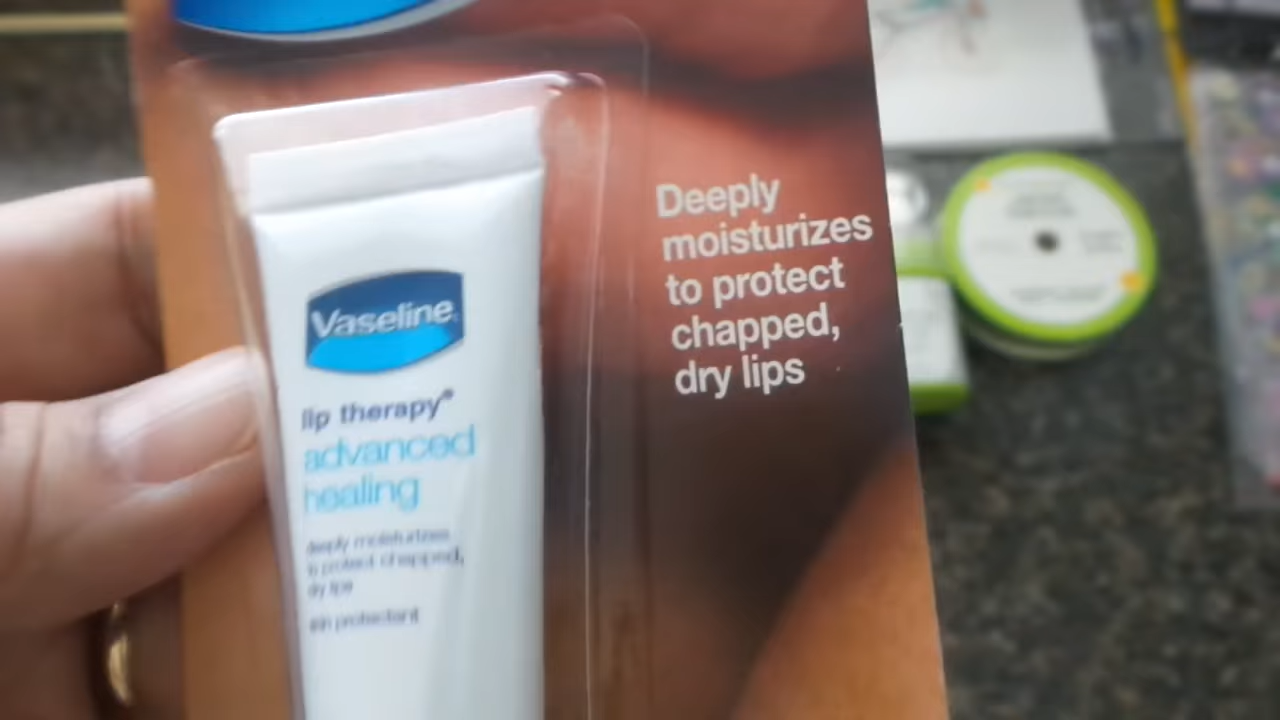 Vaseline
lip therapy®
advanced
healing
deeply moisturizes
to protect chapped,
dry lips
skin protectant
Deeply
moisturizes
to protect
chapped,
dry lips